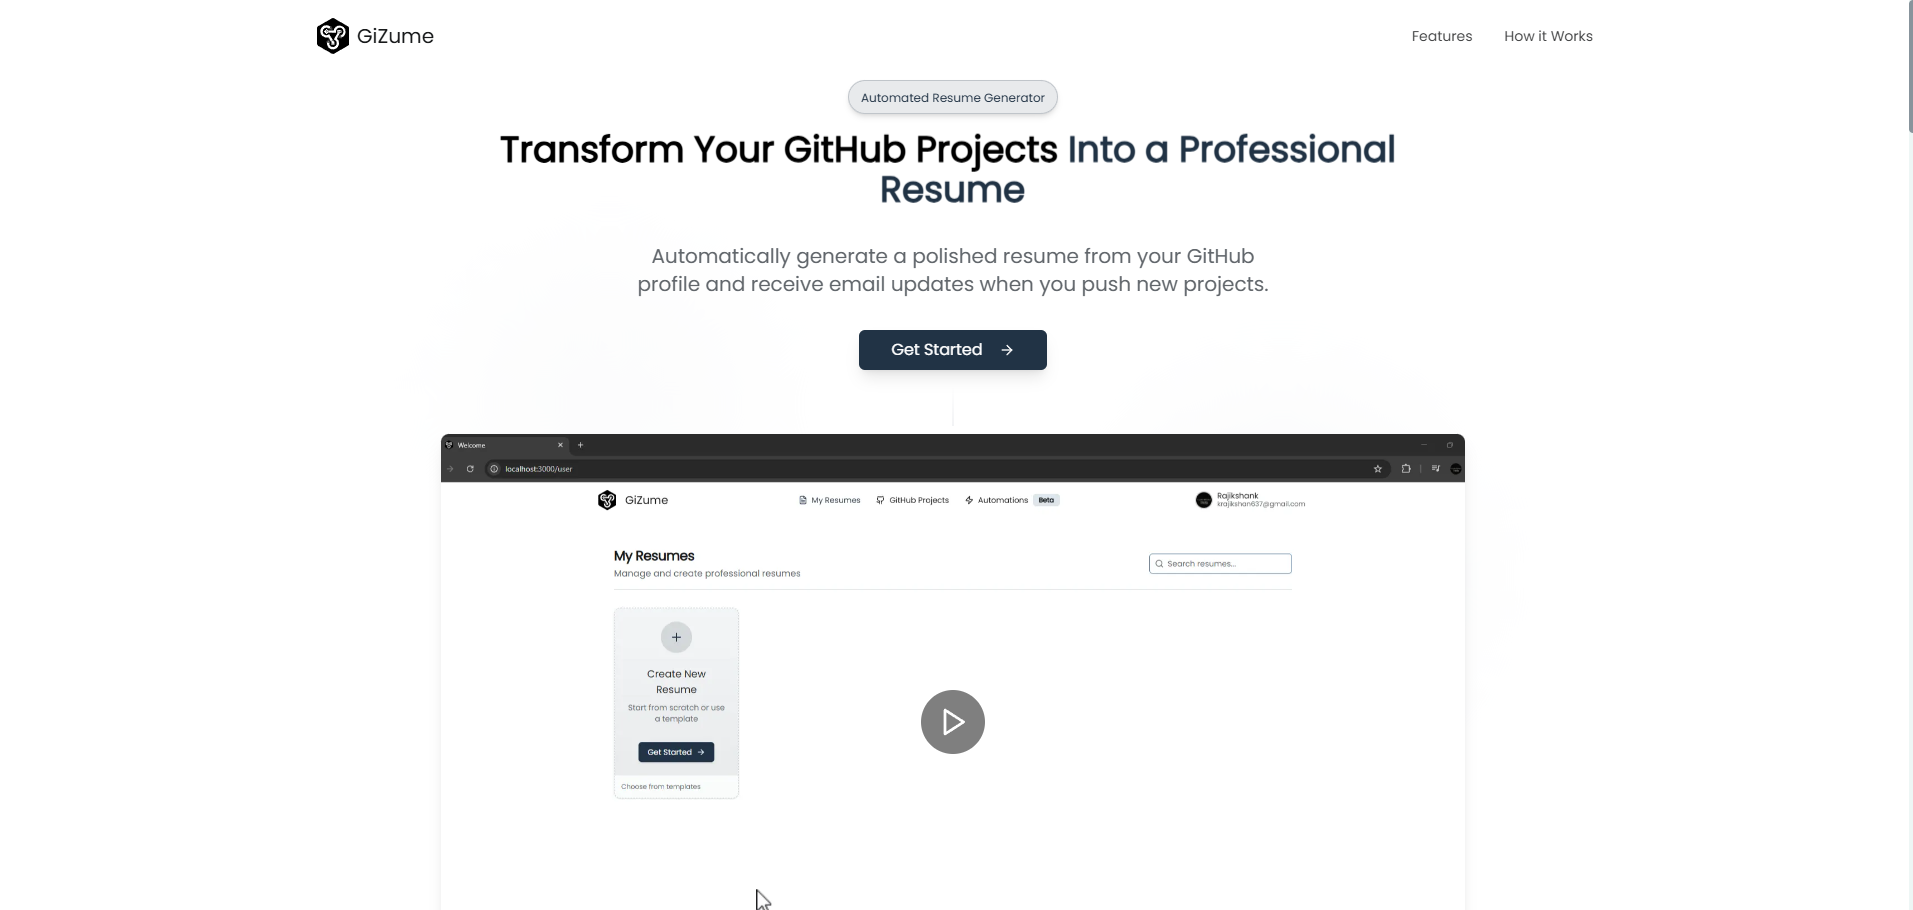 GiZume
Features
How it Works
Automated Resume Generator
Transform Your GitHub Projects Into a Professional
Resume
Automatically generate a polished resume from your GitHub
profile and receive email updates when you push new projects.
Get Started
Welcome
localhost:3000/user
GiZume
My Resumes
GitHub Projects
Automations
Beta
Rajikshank
krajikshan637@gmail.com
My Resumes
Manage and create professional resumes
Search resumes...
Create New
Resume
Start from scratch or use
a template
Get Started
Choose from templates